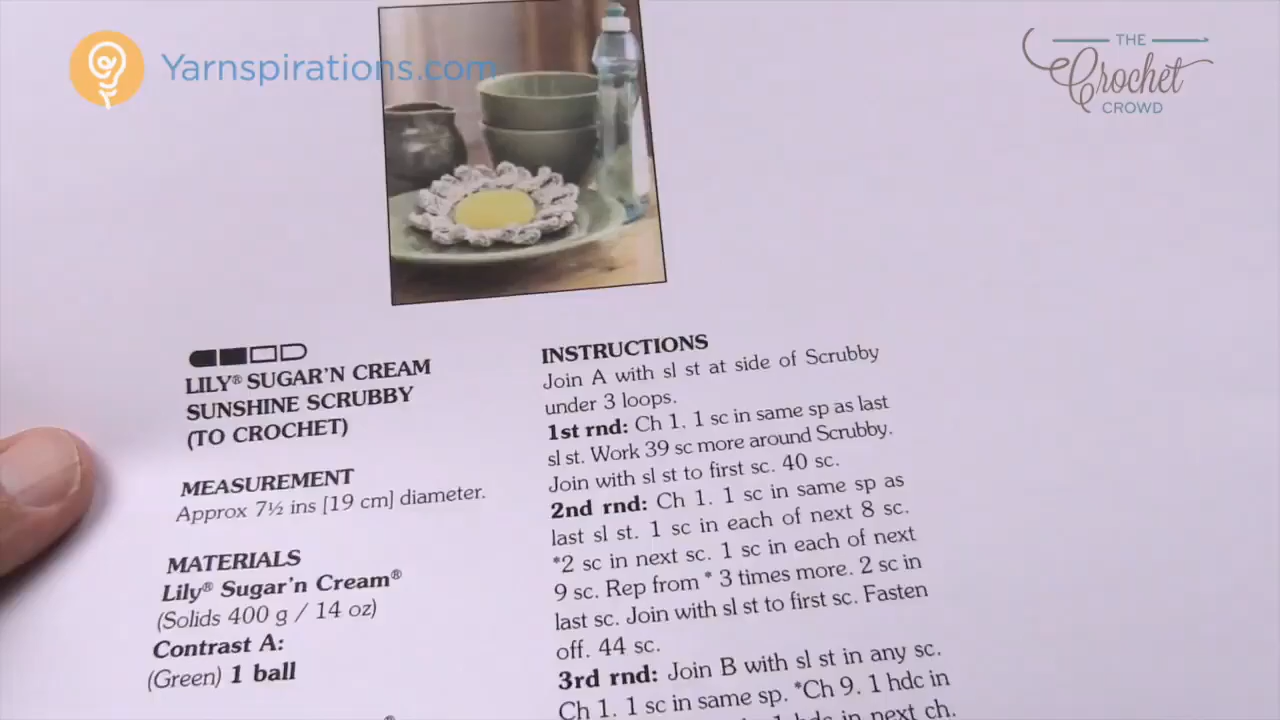 Yarnspirations.com
THE
Crochet
CROWD
LILY® SUGAR'N CREAM
SUNSHINE SCRUBBY
(TO CROCHET)
MEASUREMENT
Approx 7½ ins [19 cm] diameter.
MATERIALS
Lily® Sugar'n Cream®
(Solids 400 g / 14 oz)
Contrast A:
(Green) 1 ball
INSTRUCTIONS
Join A with sl st at side of Scrubby
under 3 loops.
1st rnd: Ch 1. 1 sc in same sp as last
sl st. Work 39 sc more around Scrubby.
Join with sl st to first sc. 40 sc.
2nd rnd: Ch 1. 1 sc in same sp as
last sl st. 1 sc in each of next 8 sc.
*2 sc in next sc. 1 sc in each of next
9 sc. Rep from * 3 times more. 2 sc in
last sc. Join with sl st to first sc. Fasten
off. 44 sc.
3rd rnd: Join B with sl st in any sc.
Ch 1. 1 sc in same sp. *Ch 9. 1 hdc in
1 hdc in next ch.